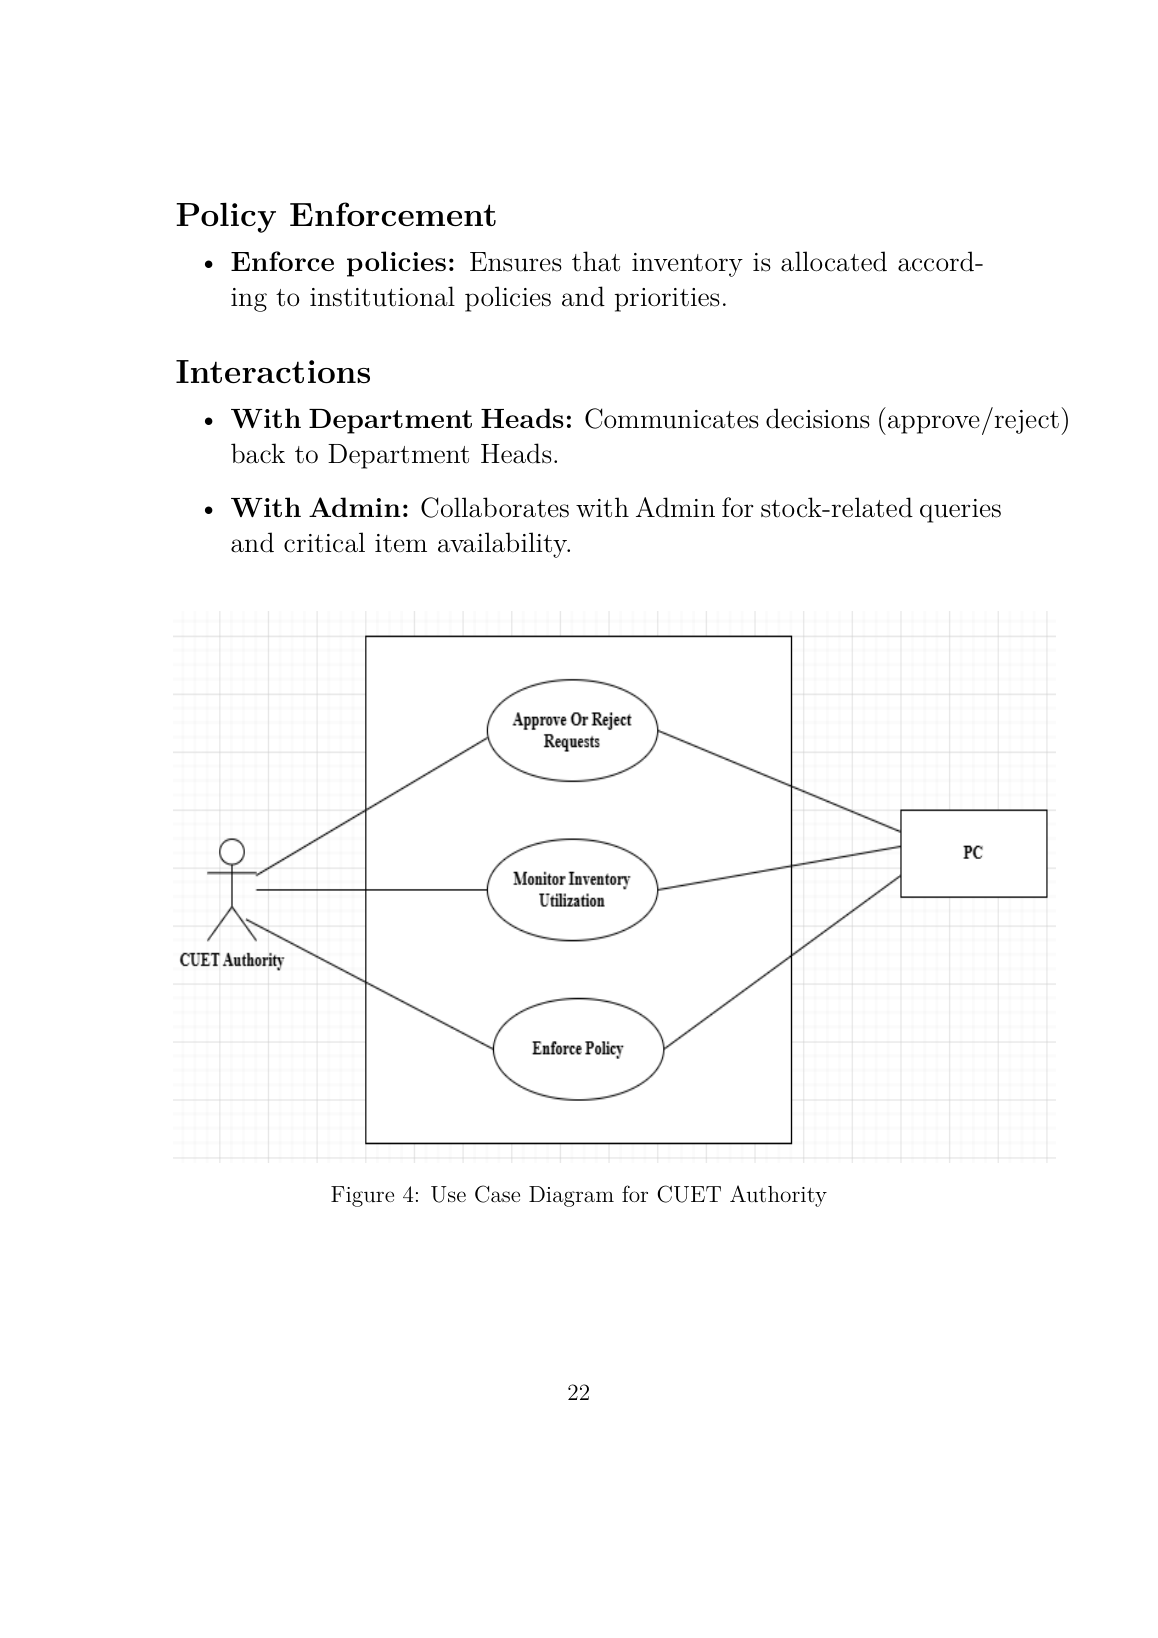 Policy Enforcement
• Enforce policies: Ensures that inventory is allocated accord-
ing to institutional policies and priorities.
Interactions
• With Department Heads: Communicates decisions (approve/reject)
back to Department Heads.
• With Admin: Collaborates with Admin for stock-related queries
and critical item availability.
Approve Or Reject
Requests
PC
Monitor Inventory
Utilization
CUET Authority
Enforce Policy
Figure 4: Use Case Diagram for CUET Authority
22